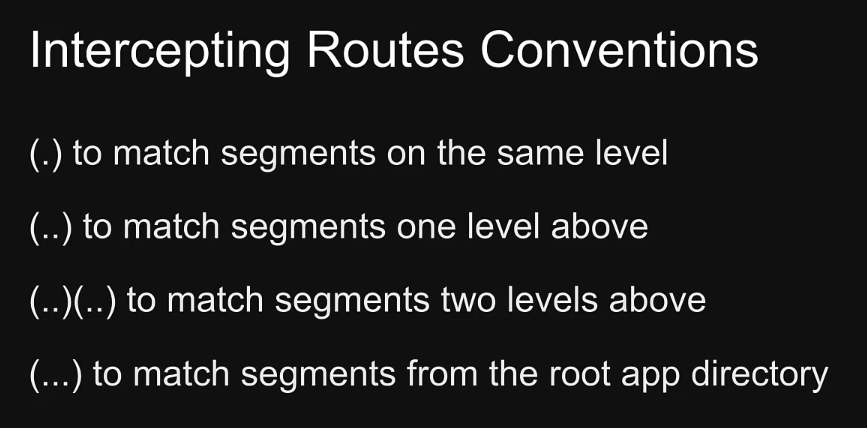 Intercepting Routes Conventions
(.) to match segments on the same level
(..) to match segments one level above
(..)(..) to match segments two levels above
(...) to match segments from the root app directory